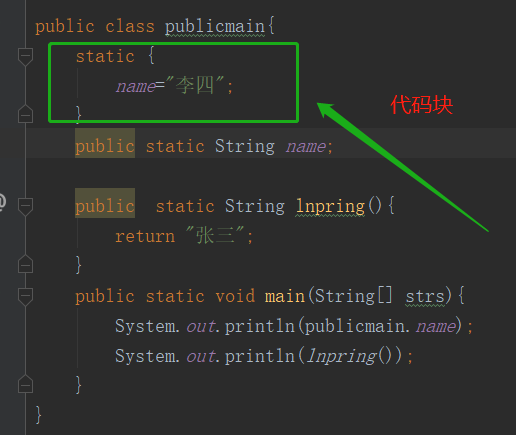 public class publicmain{
static {
name="李四";
}
代码块
public static String name;
public  static String lnpring(){
return "张三";
}
public static void main(String[] strs){
System.out.println(publicmain.name);
System.out.println(lnpring());
}
}